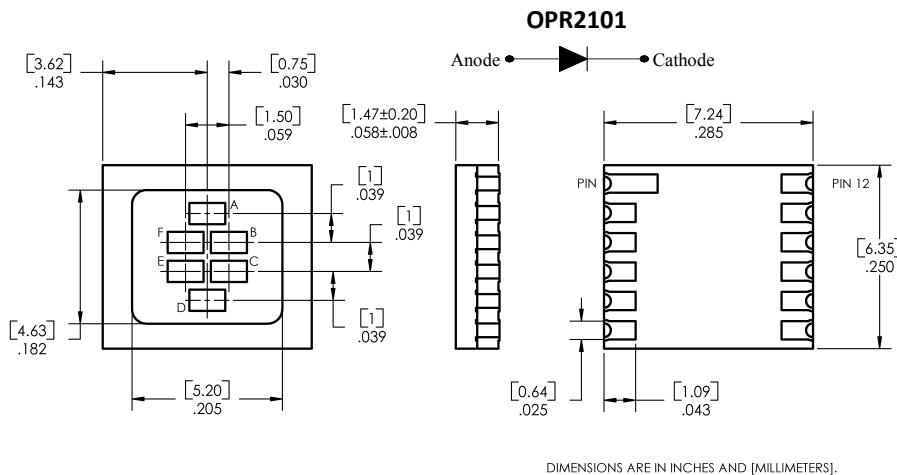 OPR2101
Anode
Cathode
[3.62]
.143
[0.75]
.030
[1.50]
.059
[1.47±0.20]
.058±.008
[7.24]
.285
[1]
.039
[1]
.039
[1]
.039
A
F
B
E
C
D
PIN
PIN 12
[6.35]
.250
[4.63]
.182
[5.20]
.205
[0.64]
.025
[1.09]
.043
DIMENSIONS ARE IN INCHES AND [MILLIMETERS].